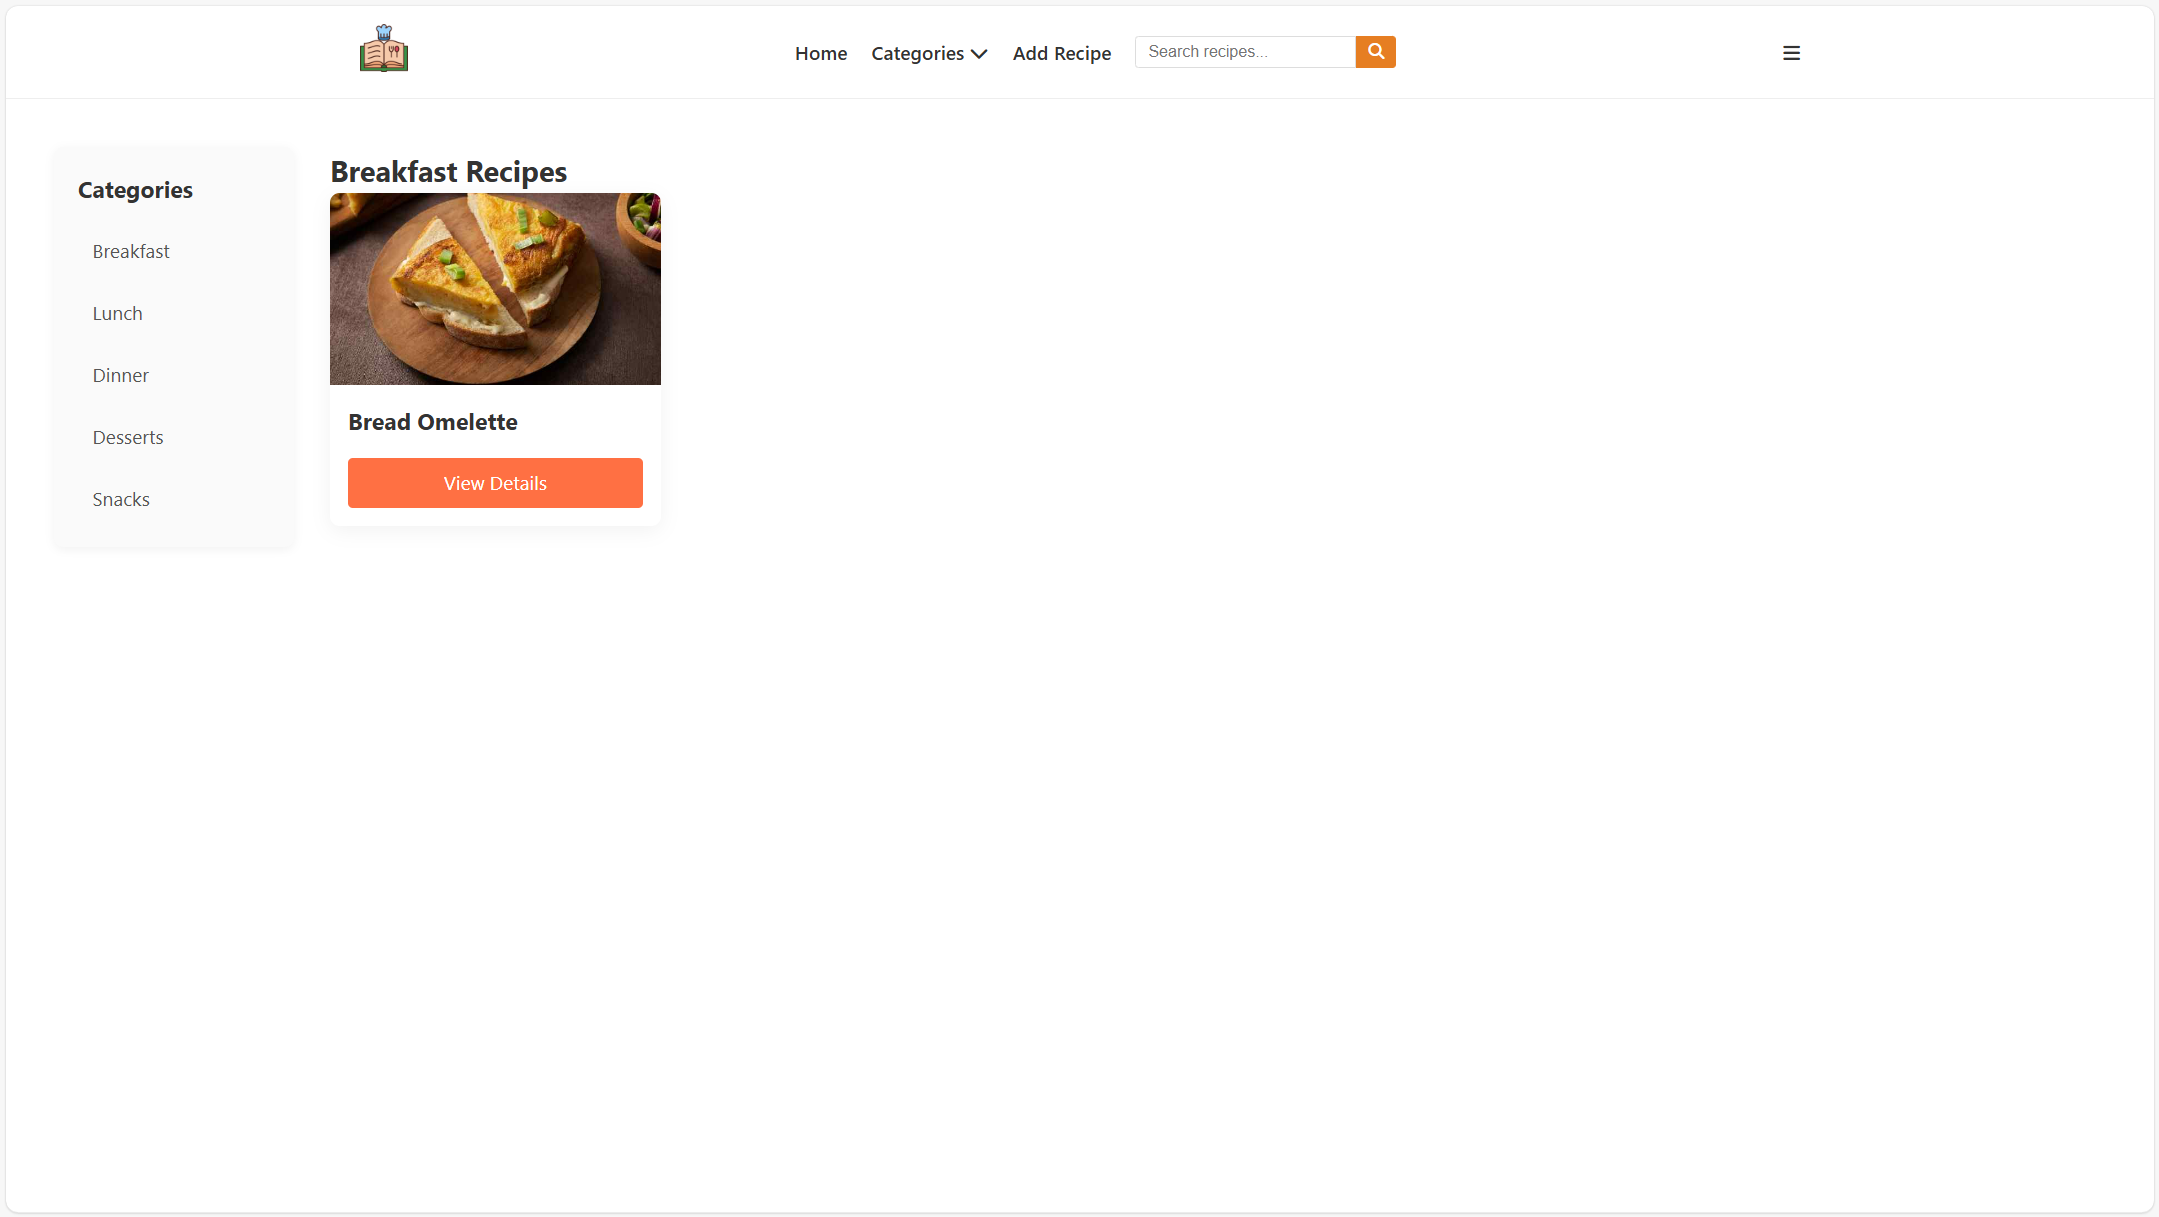 Home Categories Add Recipe Search recipes...
Categories
Breakfast
Lunch
Dinner
Desserts
Snacks
Breakfast Recipes
Bread Omelette
View Details